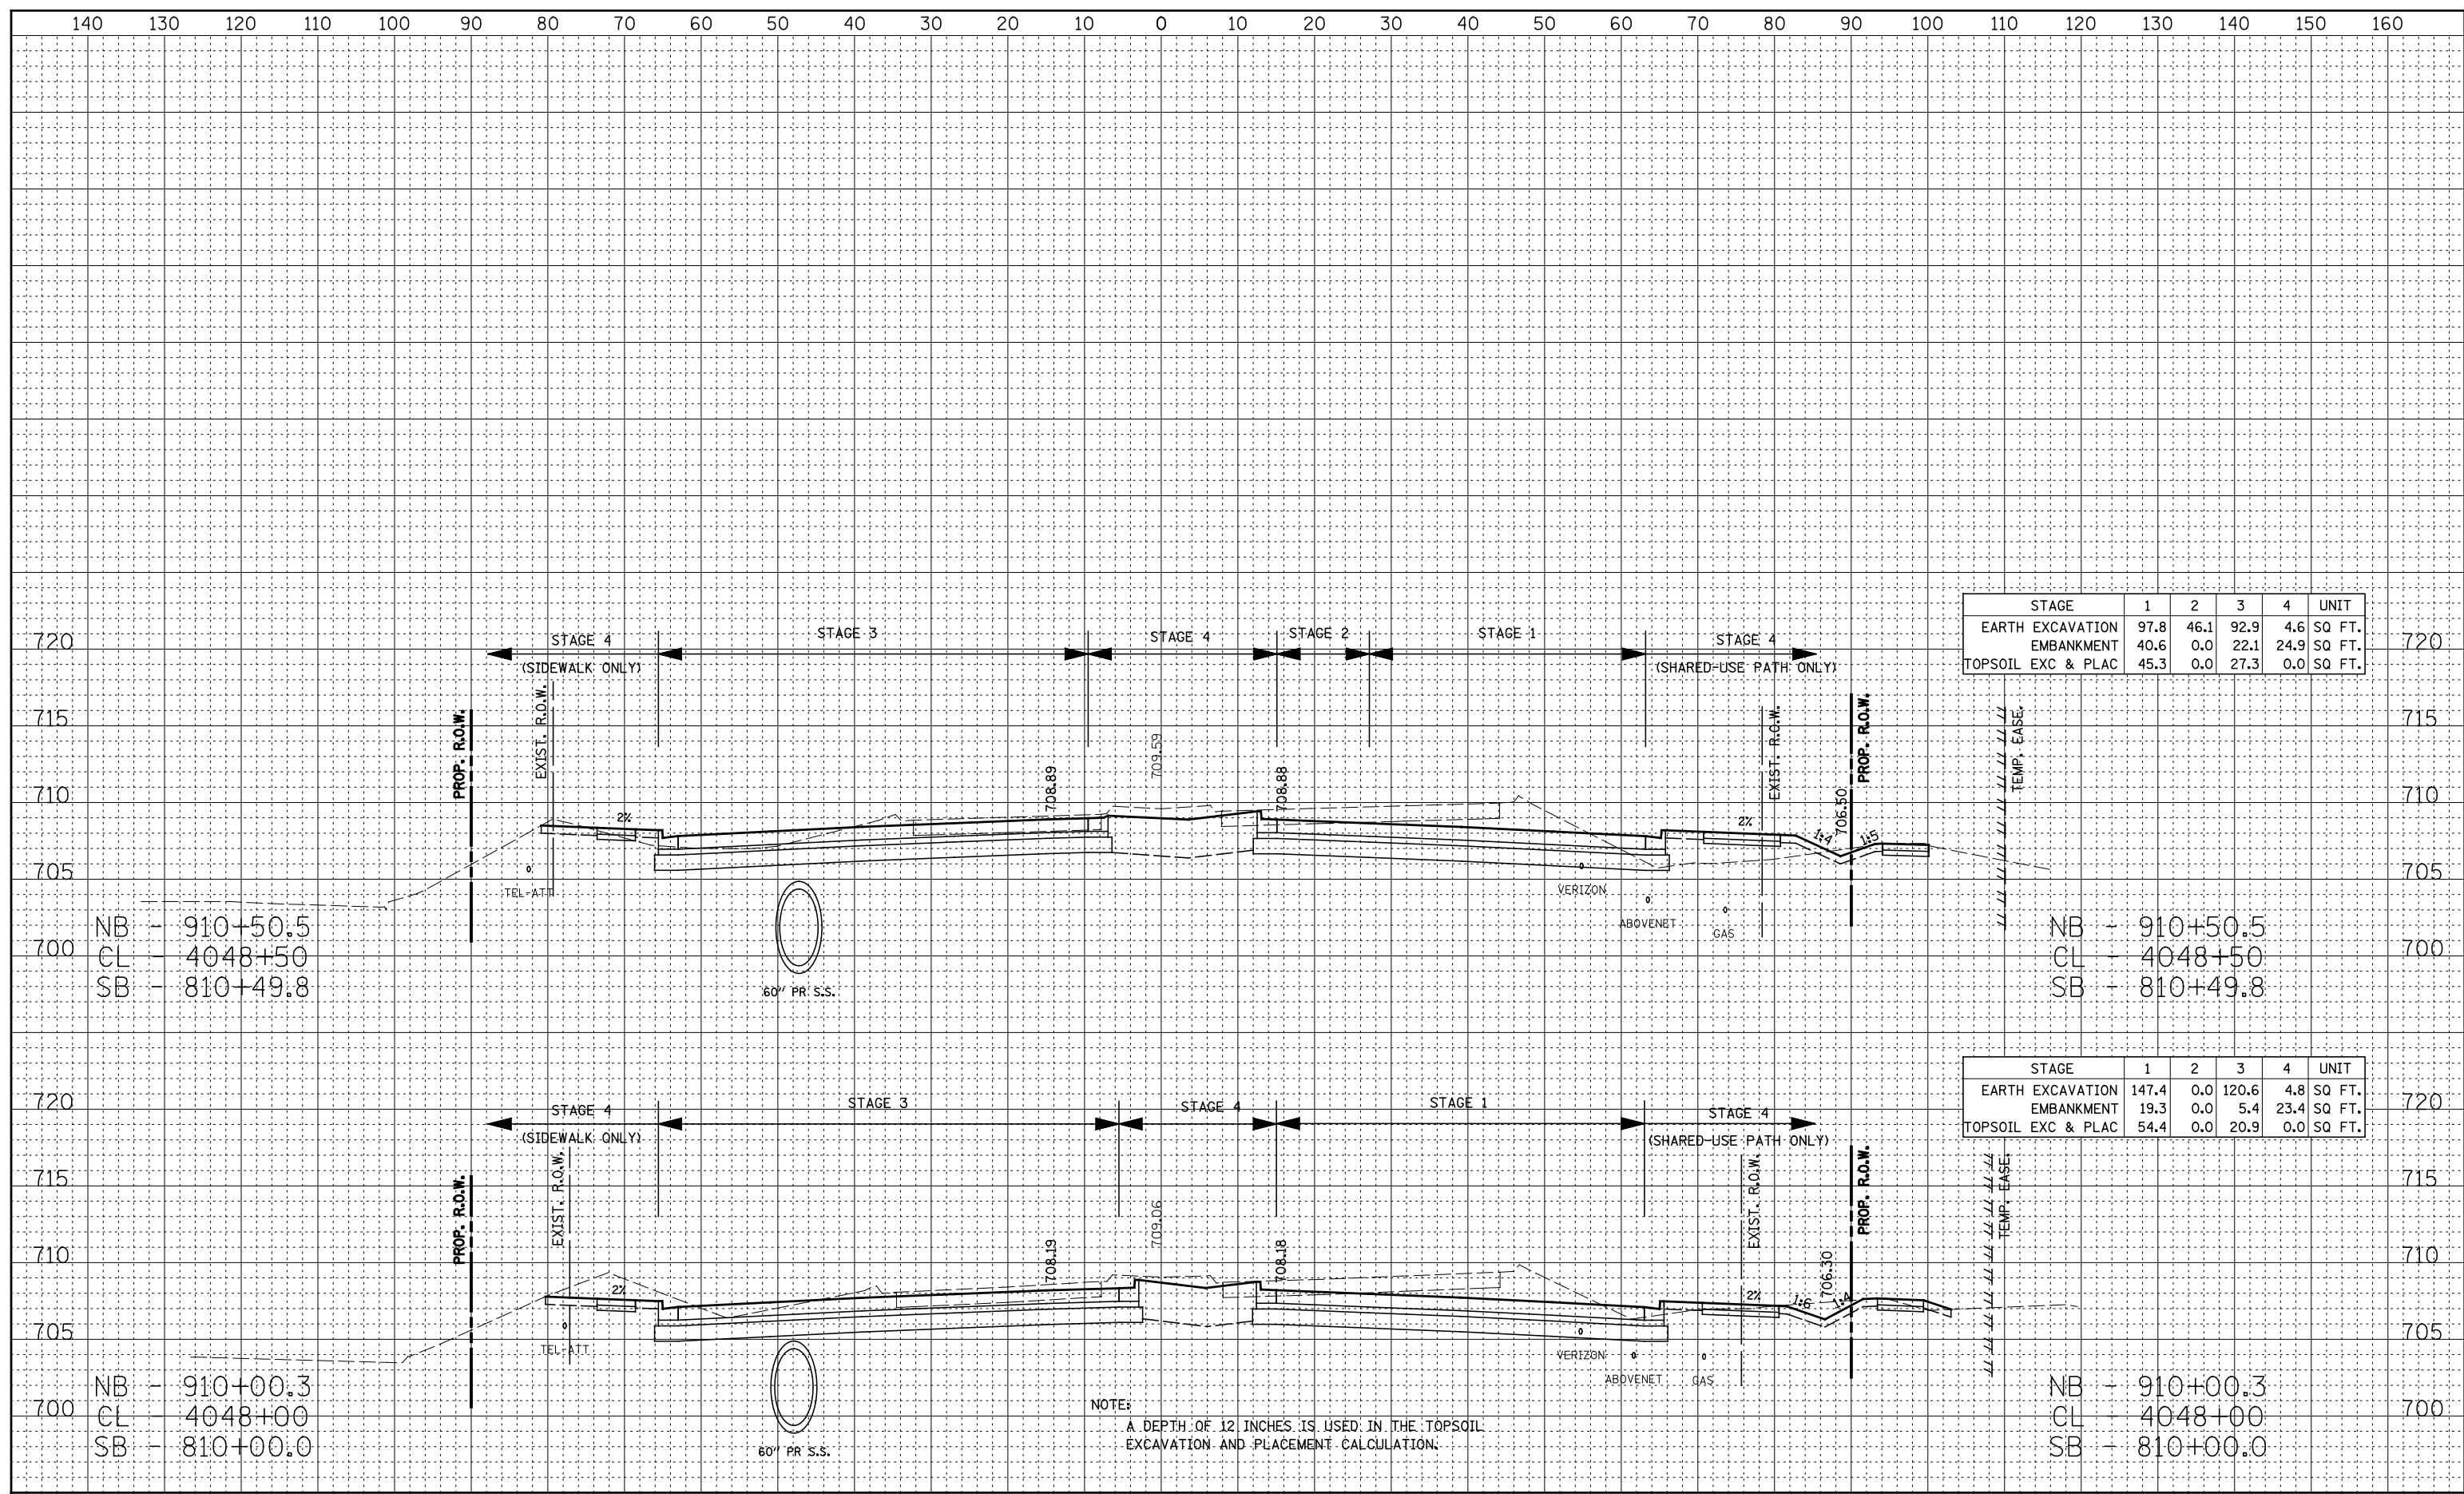 140 130 120 110 100 90 80 70 60 50 40 30 20 10 0 10 20 30 40 50 60 70 80 90 100 110 120 130 140 150 160
STAGE 1 2 3 4 UNIT
EARTH EXCAVATION 97.8 46.1 92.9 4.6 SQ FT.
EMBANKMENT 40.6 0.0 22.1 24.9 SQ FT.
TOPSOIL EXC & PLAC 45.3 0.0 27.3 0.0 SQ FT.
720 STAGE 4 STAGE 3 STAGE 4 STAGE 2 STAGE 1 STAGE 4 720
(SIDEWALK ONLY) (SHARED-USE PATH ONLY)
715 715
PROP. R.O.W.
EXIST. R.O.W.
708.89
709.59
708.88
EXIST. R.O.W.
706.50
PROP. R.O.W.
TEMP. EASE.
710 710
2% 2% 1:4 1:5
705 705
TEL-ATT VERIZON
ABOVENET GAS
NB - 910+50.5 NB - 910+50.5
700 700
CL - 4048+50 CL - 4048+50
SB - 810+49.8 SB - 810+49.8
60" PR S.S.
STAGE 1 2 3 4 UNIT
EARTH EXCAVATION 147.4 0.0 120.6 4.8 SQ FT.
EMBANKMENT 19.3 0.0 5.4 23.4 SQ FT.
TOPSOIL EXC & PLAC 54.4 0.0 20.9 0.0 SQ FT.
720 STAGE 4 STAGE 3 STAGE 4 STAGE 1 STAGE 4 720
(SIDEWALK ONLY) (SHARED-USE PATH ONLY)
715 715
PROP. R.O.W.
EXIST. R.O.W.
708.19
709.06
708.18
EXIST. R.O.W.
706.30
PROP. R.O.W.
TEMP. EASE.
710 710
2% 2% 1:6 1:4
705 705
TEL-ATT VERIZON
ABOVENET GAS
NB - 910+00.3 NB - 910+00.3
700 700
CL - 4048+00 CL - 4048+00
SB - 810+00.0 SB - 810+00.0
60" PR S.S.
NOTE:
A DEPTH OF 12 INCHES IS USED IN THE TOPSOIL
EXCAVATION AND PLACEMENT CALCULATION.